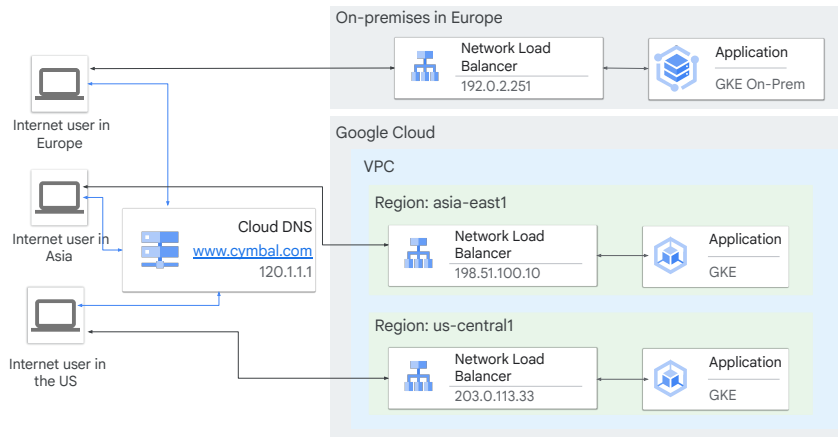 On-premises in Europe
Network Load
Balancer
192.0.2.251
Application
GKE On-Prem
Internet user in
Europe
Google Cloud
VPC
Region: asia-east1
Internet user in
Asia
Cloud DNS
www.cymbal.com
120.1.1.1
Network Load
Balancer
198.51.100.10
Application
GKE
Region: us-central1
Internet user in
the US
Network Load
Balancer
203.0.113.33
Application
GKE